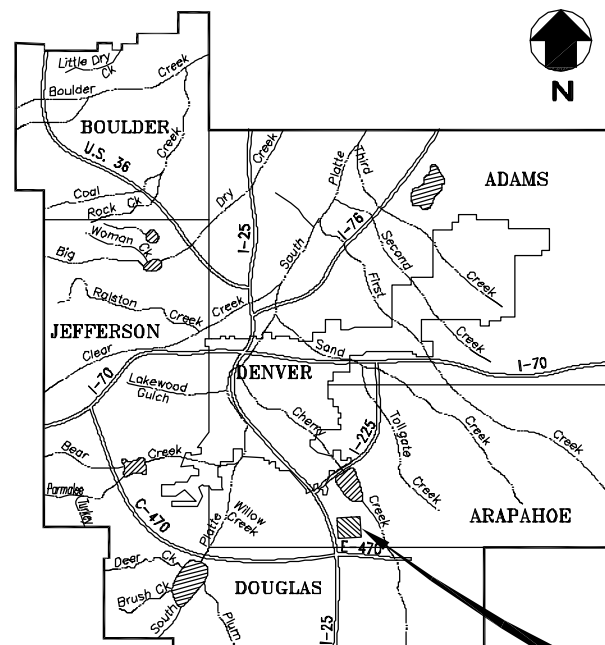 Little Dry Ck
Boulder Creek
BOULDER
Creek
U.S. 36
N
Coal
Rock Ck
Creek
Dry
Woman Ck
Big
I-25
Platte
South
Third
ADAMS
I-76
Second
First
Creek
Creek
Ralston Creek
Creek
JEFFERSON
Clear
Sand
I-70
DENVER
I-70
Lakewood Gulch
Cherry
I-225
Tollgate
Creek
Creek
Creek
Bear Creek
Parmalee
Turkey
C-470
Platte
Willow Creek
Creek
ARAPAHOE
E 470
Deer Ck
Brush Ck
South
Plum
DOUGLAS
I-25